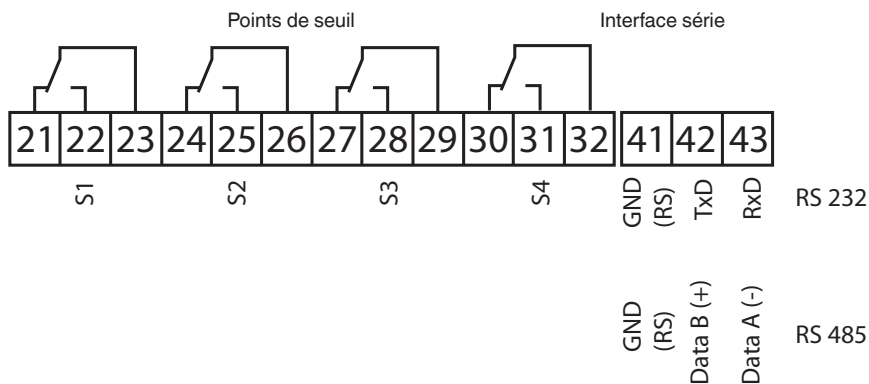 Points de seuil
Interface série
21 22 23 24 25 26 27 28 29 30 31 32 41 42 43
S1 S2 S3 S4
GND (RS) TxD RxD RS 232
GND (RS) Data B (+) Data A (-) RS 485